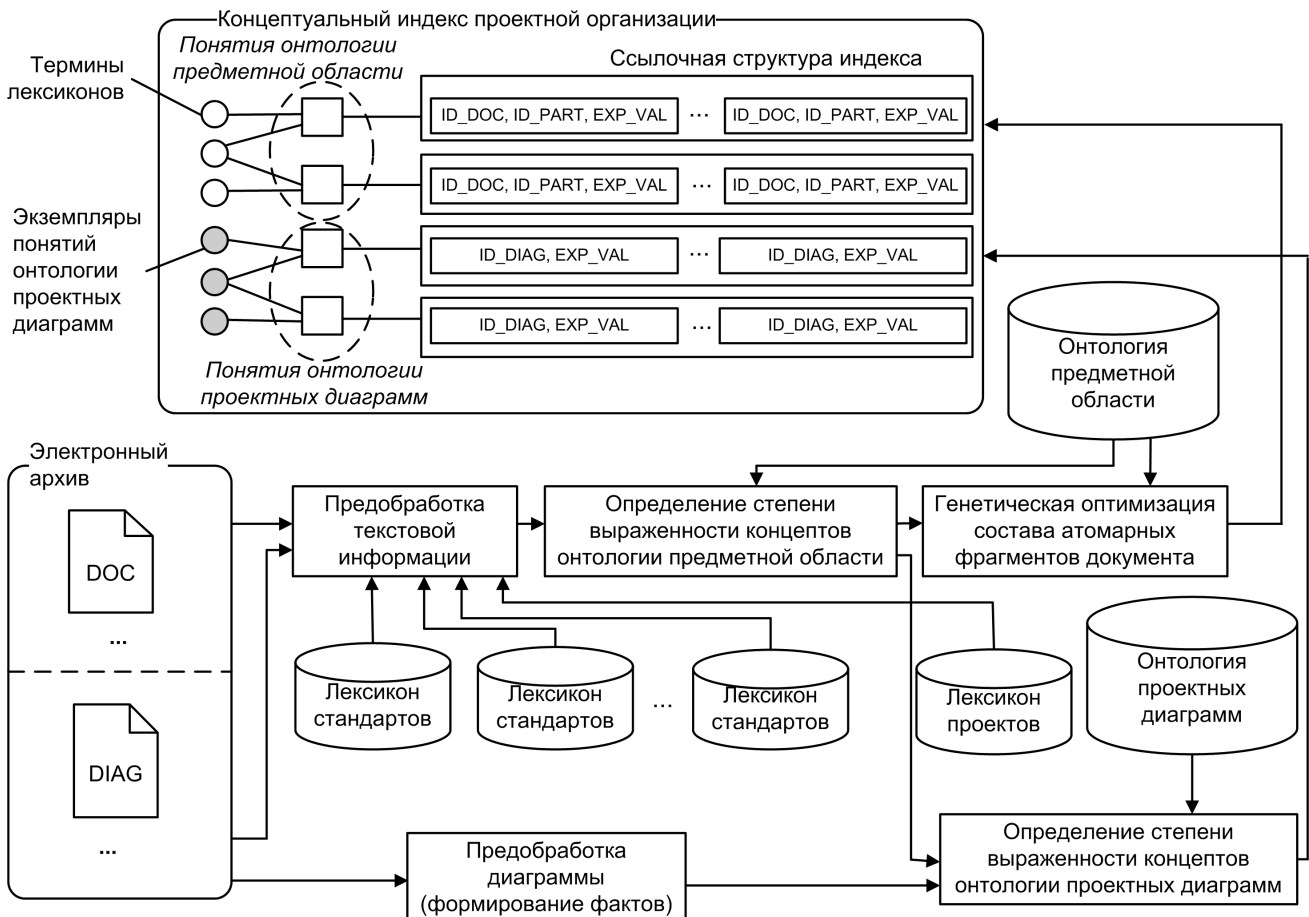 Концептуальный индекс проектной организации
Понятия онтологии
предметной области
Ссылочная структура индекса
Термины
лексиконов
ID_DOC, ID_PART, EXP_VAL
...
ID_DOC, ID_PART, EXP_VAL
ID_DOC, ID_PART, EXP_VAL
...
ID_DOC, ID_PART, EXP_VAL
Экземпляры
понятий
онтологии
проектных
диаграмм
ID_DIAG, EXP_VAL
...
ID_DIAG, EXP_VAL
ID_DIAG, EXP_VAL
...
ID_DIAG, EXP_VAL
Понятия онтологии
проектных диаграмм
Онтология
предметной
области
Электронный
архив
DOC
...
DIAG
...
Предобработка
текстовой
информации
Определение степени
выраженности концептов
онтологии предметной области
Генетическая оптимизация
состава атомарных
фрагментов документа
Лексикон
стандартов
Лексикон
стандартов
...
Лексикон
стандартов
Лексикон
проектов
Онтология
проектных
диаграмм
Предобработка
диаграммы
(формирование фактов)
Определение степени
выраженности концептов
онтологии проектных диаграмм